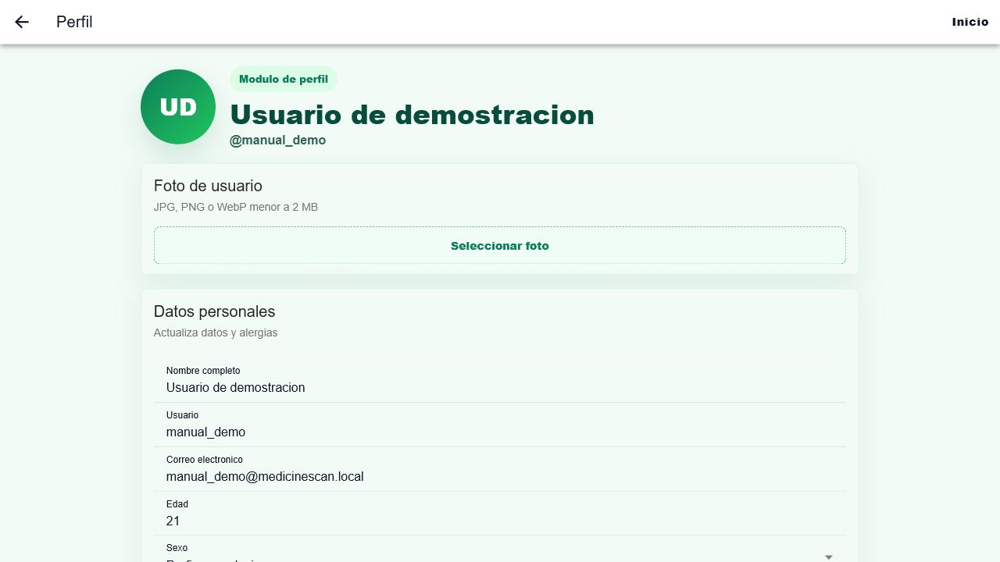 Perfil
Inicio
UD
Modulo de perfil
Usuario de demostracion
@manual_demo
Foto de usuario
JPG, PNG o WebP menor a 2 MB
Seleccionar foto
Datos personales
Actualiza datos y alergias
Nombre completo
Usuario de demostracion
Usuario
manual_demo
Correo electronico
manual_demo@medicinescan.local
Edad
21
Sexo